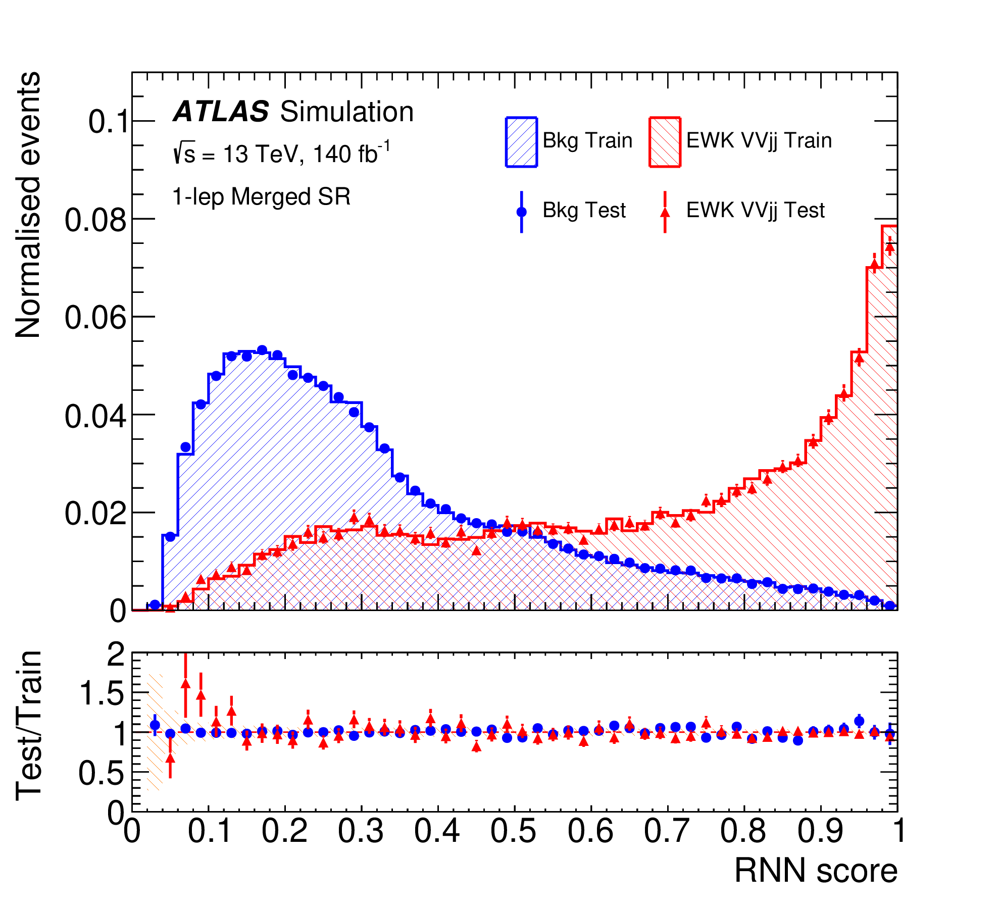 Normalised events
ATLAS Simulation
√s = 13 TeV, 140 fb⁻¹
1-lep Merged SR
Bkg Train
EWK VVjj Train
Bkg Test
EWK VVjj Test
0.1
0.08
0.06
0.04
0.02
0
Test/Train
2
1.5
1
0.5
0
0 0.1 0.2 0.3 0.4 0.5 0.6 0.7 0.8 0.9 1
RNN score